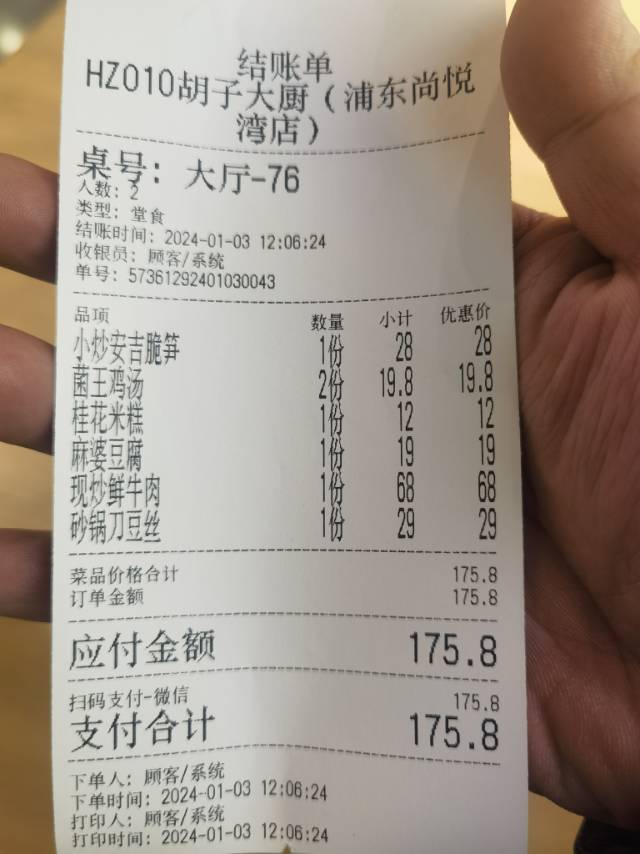 结账单
HZ010胡子大厨（浦东尚悦
湾店）
桌号：大厅-76
人数：2
类型：堂食
结账时间：2024-01-03 12:06:24
收银员：顾客/系统
单号：57361292401030043
品项 数量 小计 优惠价
小炒安吉脆笋 1份 28 28
菌王鸡汤 2份 19.8 19.8
桂花米糕 1份 12 12
麻婆豆腐 1份 19 19
现炒鲜牛肉 1份 68 68
砂锅刀豆丝 1份 29 29
菜品价格合计 175.8
订单金额 175.8
应付金额 175.8
扫码支付-微信 175.8
支付合计 175.8
下单人：顾客/系统
下单时间：2024-01-03 12:06:24
打印人：顾客/系统
打印时间：2024-01-03 12:06:24